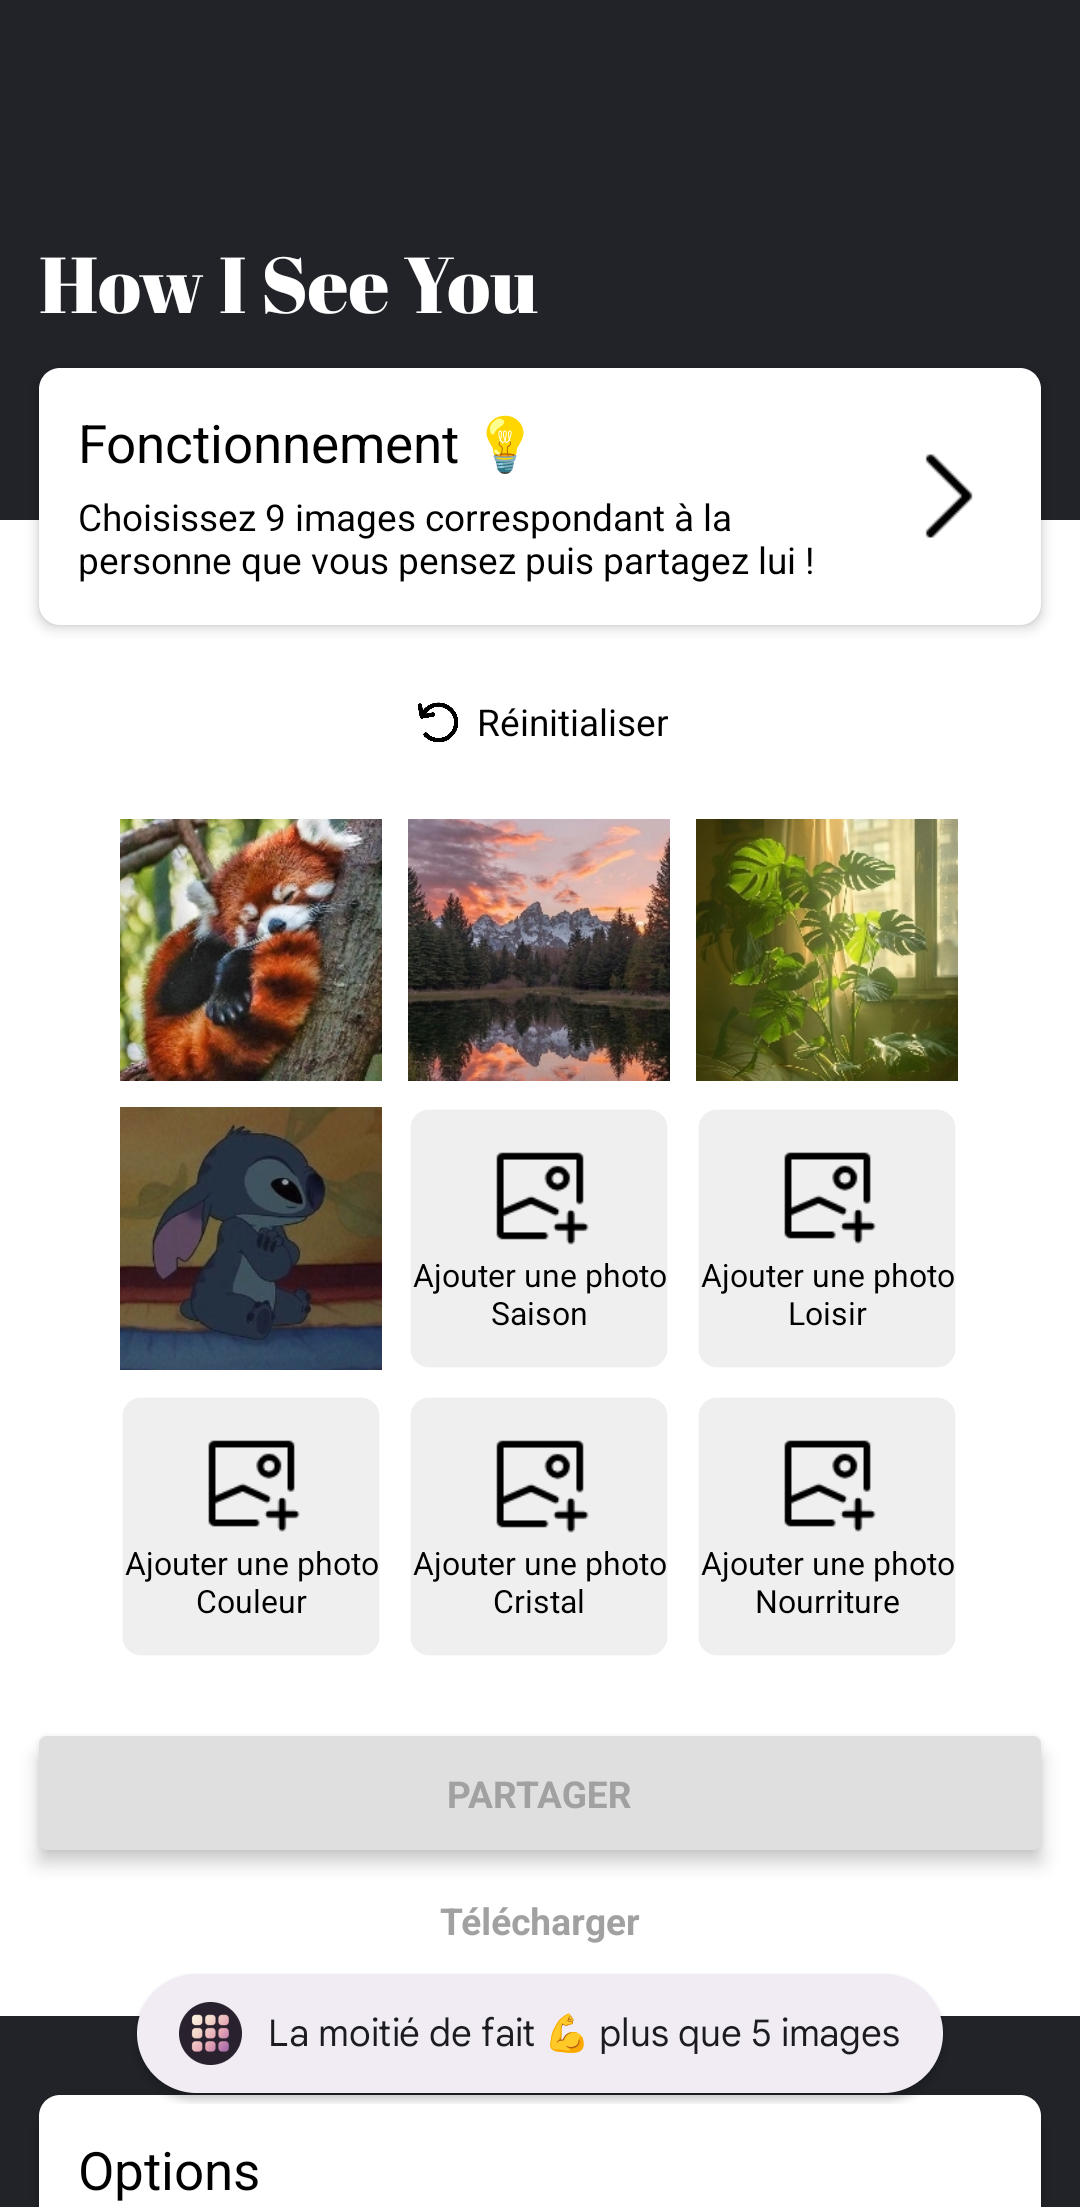 How I See You
Fonctionnement 💡
Choisissez 9 images correspondant à la
personne que vous pensez puis partagez lui !
Réinitialiser
Ajouter une photo
Saison
Ajouter une photo
Loisir
Ajouter une photo
Couleur
Ajouter une photo
Cristal
Ajouter une photo
Nourriture
PARTAGER
Télécharger
La moitié de fait 💪 plus que 5 images
Options